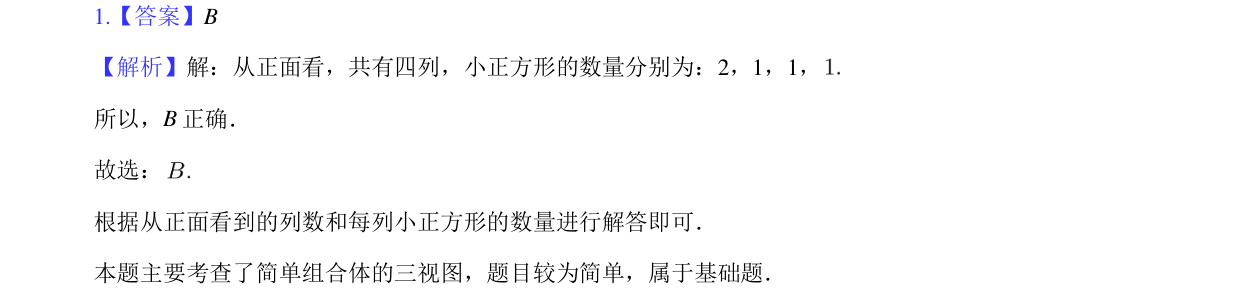 1.【答案】B
【解析】解：从正面看，共有四列，小正方形的数量分别为：2，1，1，1.
所以，B 正确．
故选：B.
根据从正面看到的列数和每列小正方形的数量进行解答即可．
本题主要考查了简单组合体的三视图，题目较为简单，属于基础题．